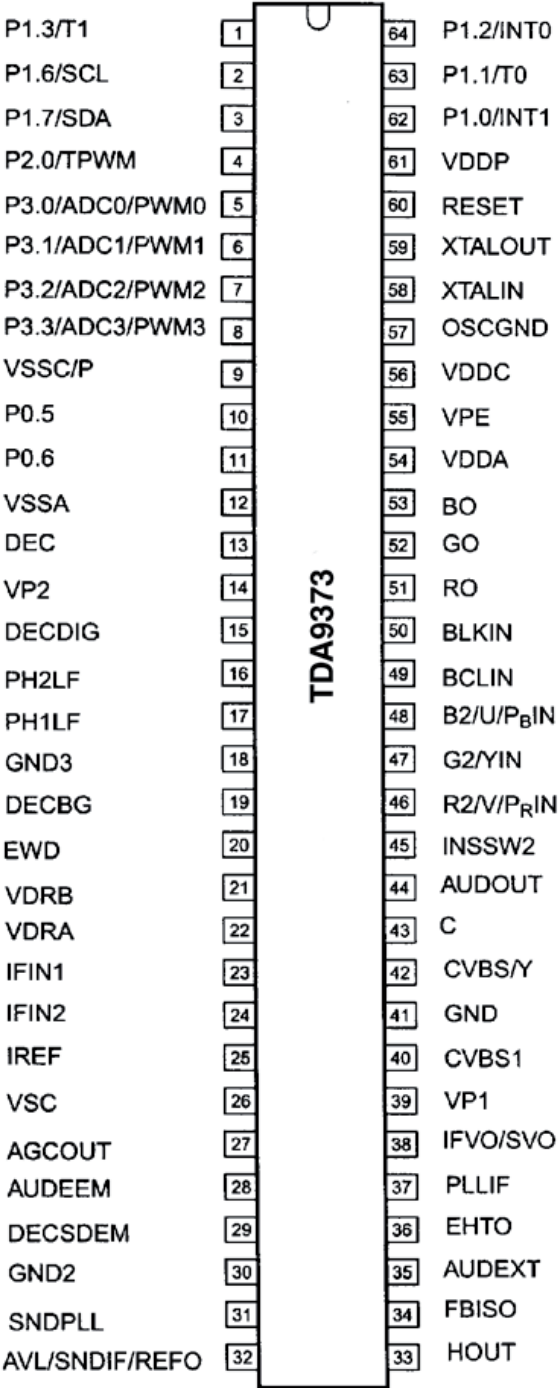 P1.3/T1 1 64 P1.2/INT0
P1.6/SCL 2 63 P1.1/T0
P1.7/SDA 3 62 P1.0/INT1
P2.0/TPWM 4 61 VDDP
P3.0/ADC0/PWM0 5 60 RESET
P3.1/ADC1/PWM1 6 59 XTALOUT
P3.2/ADC2/PWM2 7 58 XTALIN
P3.3/ADC3/PWM3 8 57 OSCGND
VSSC/P 9 56 VDDC
P0.5 10 55 VPE
P0.6 11 54 VDDA
VSSA 12 53 BO
DEC 13 52 GO
VP2 14 51 RO
DECDIG 15 50 BLKIN
PH2LF 16 49 BCLIN
PH1LF 17 48 B2/U/PBIN
GND3 18 47 G2/YIN
DECBG 19 46 R2/V/PRIN
EWD 20 45 INSSW2
VDRB 21 44 AUDOUT
VDRA 22 43 C
IFIN1 23 42 CVBS/Y
IFIN2 24 41 GND
IREF 25 40 CVBS1
VSC 26 39 VP1
AGCOUT 27 38 IFVO/SVO
AUDEEM 28 37 PLLIF
DECSDEM 29 36 EHTO
GND2 30 35 AUDEXT
SNDPLL 31 34 FBISO
AVL/SNDIF/REFO 32 33 HOUT
TDA9373